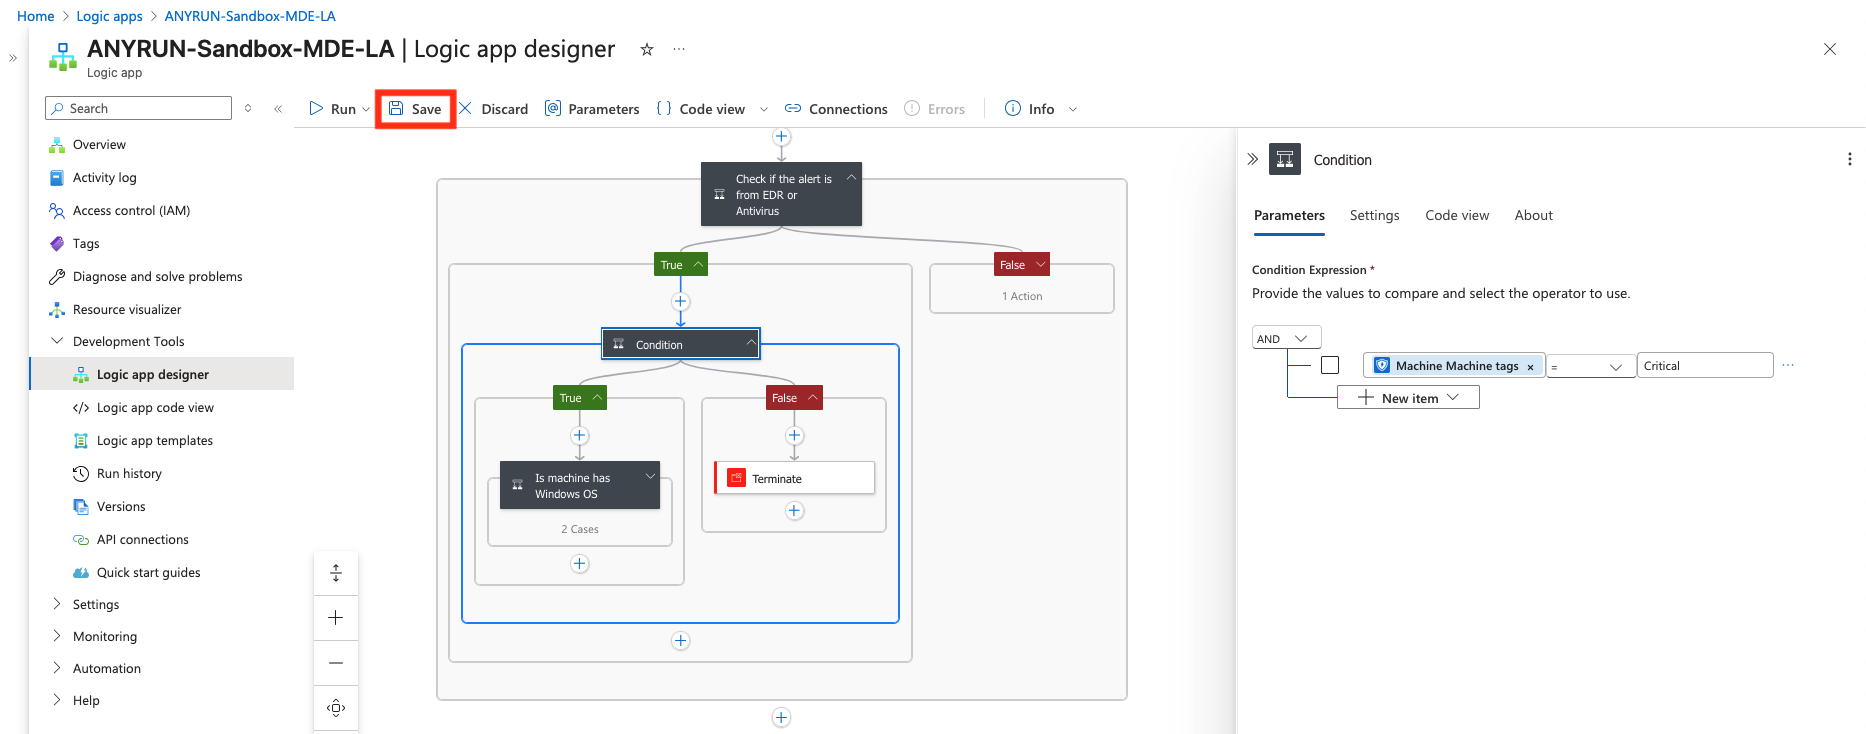 Home > Logic apps > ANYRUN-Sandbox-MDE-LA
ANYRUN-Sandbox-MDE-LA | Logic app designer
Logic app
Search
Run
Save
Discard
Parameters
Code view
Connections
Errors
Info
Overview
Activity log
Access control (IAM)
Tags
Diagnose and solve problems
Resource visualizer
Development Tools
Logic app designer
Logic app code view
Logic app templates
Run history
Versions
API connections
Quick start guides
Settings
Monitoring
Automation
Help
Check if the alert is
from EDR or
Antivirus
True
False
1 Action
Condition
True
False
Is machine has
Windows OS
2 Cases
Terminate
Condition
Parameters
Settings
Code view
About
Condition Expression *
Provide the values to compare and select the operator to use.
AND
Machine Machine tags ×
=
Critical
New item